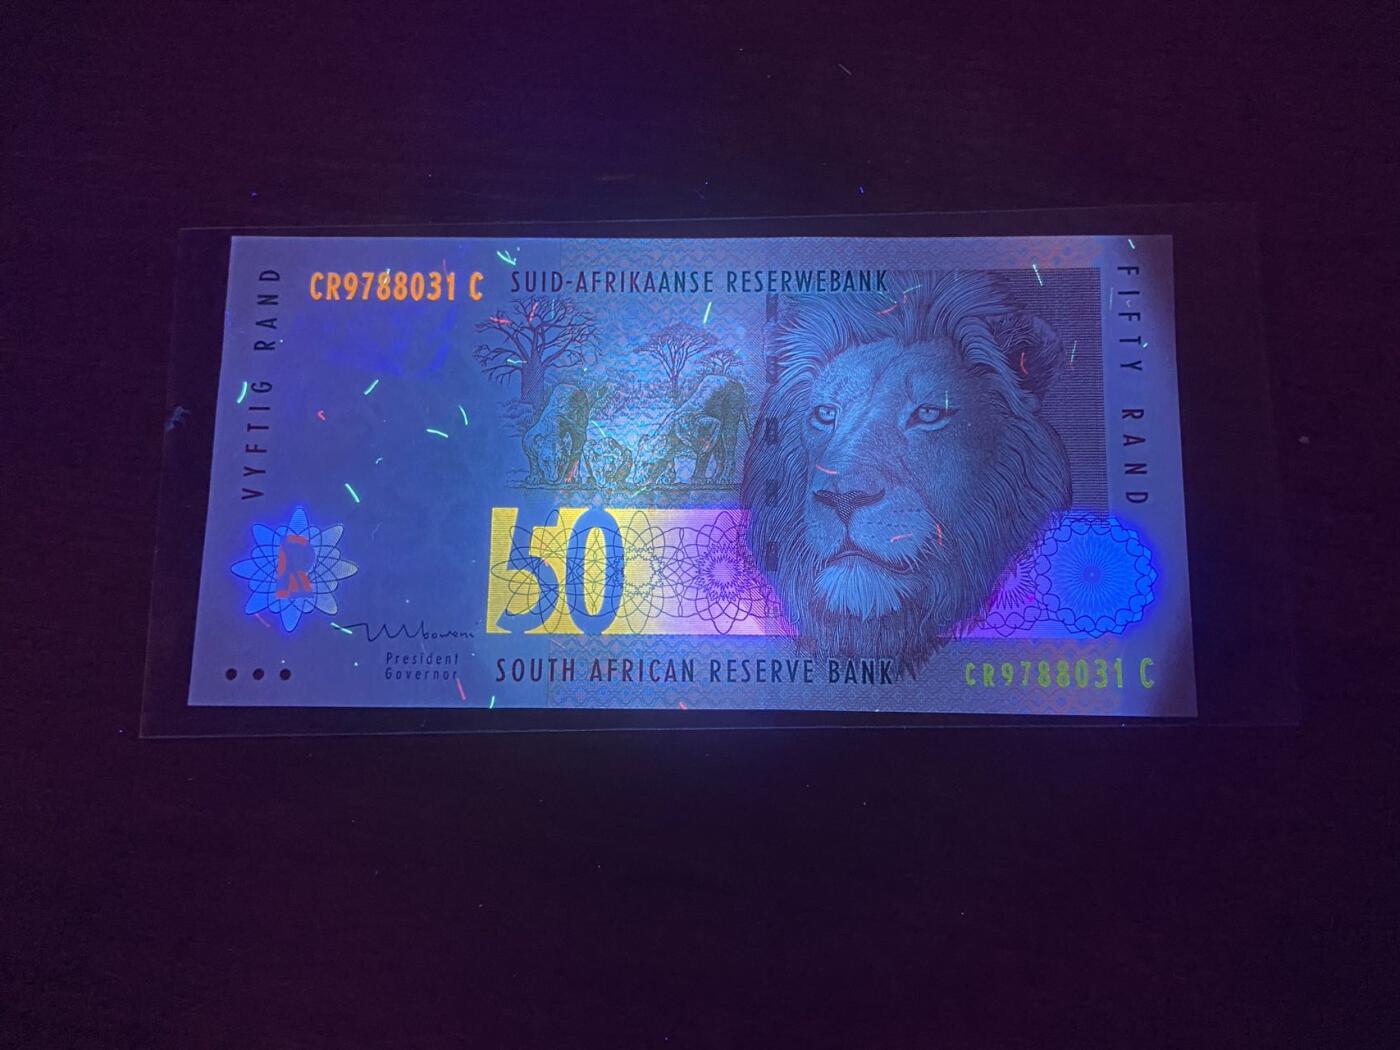 VYFTIG RAND
CR9788031 C
SUID-AFRIKAANSE RESERWEBANK
FIFTY RAND
50
President
Governor
SOUTH AFRICAN RESERVE BANK
CR9788031 C